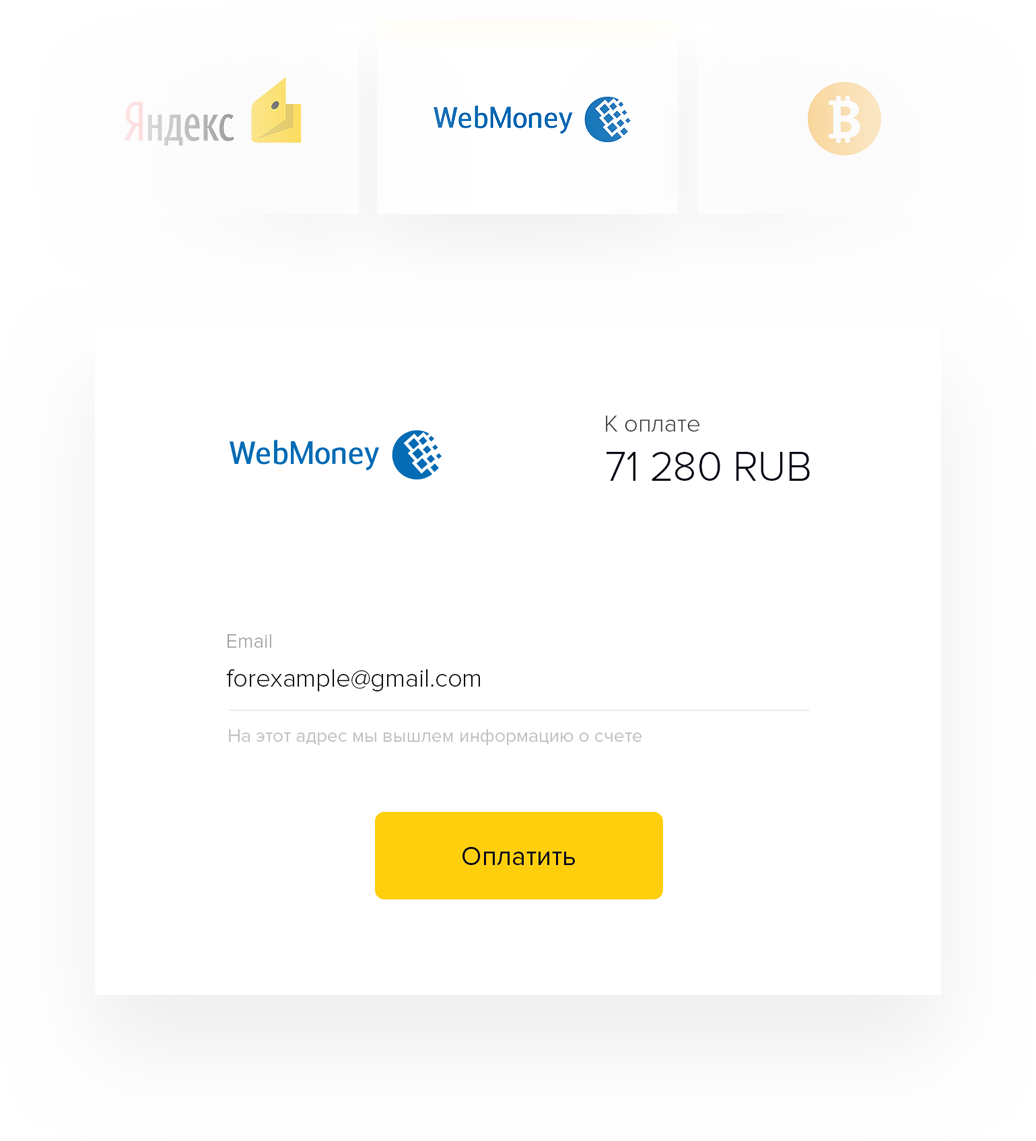 Яндекс
WebMoney
WebMoney
К оплате
71 280 RUB
Email
forexample@gmail.com
На этот адрес мы вышлем информацию о счете
Оплатить